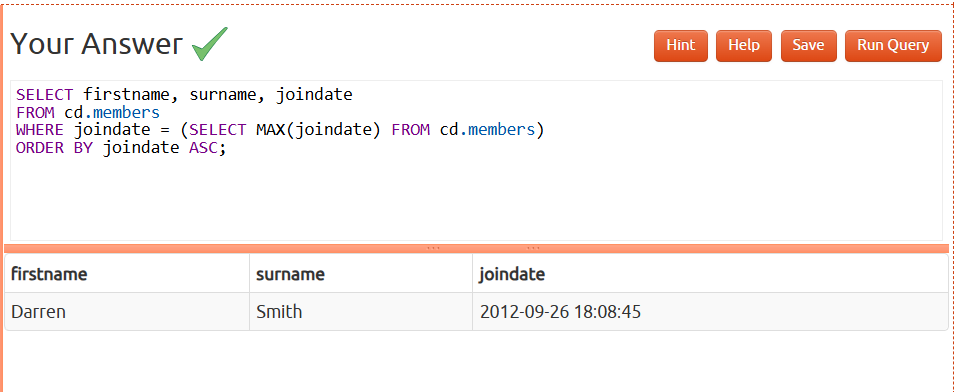 Your Answer
Hint Help Save Run Query
SELECT firstname, surname, joindate
FROM cd.members
WHERE joindate = (SELECT MAX(joindate) FROM cd.members)
ORDER BY joindate ASC;
firstname surname joindate
Darren Smith 2012-09-26 18:08:45